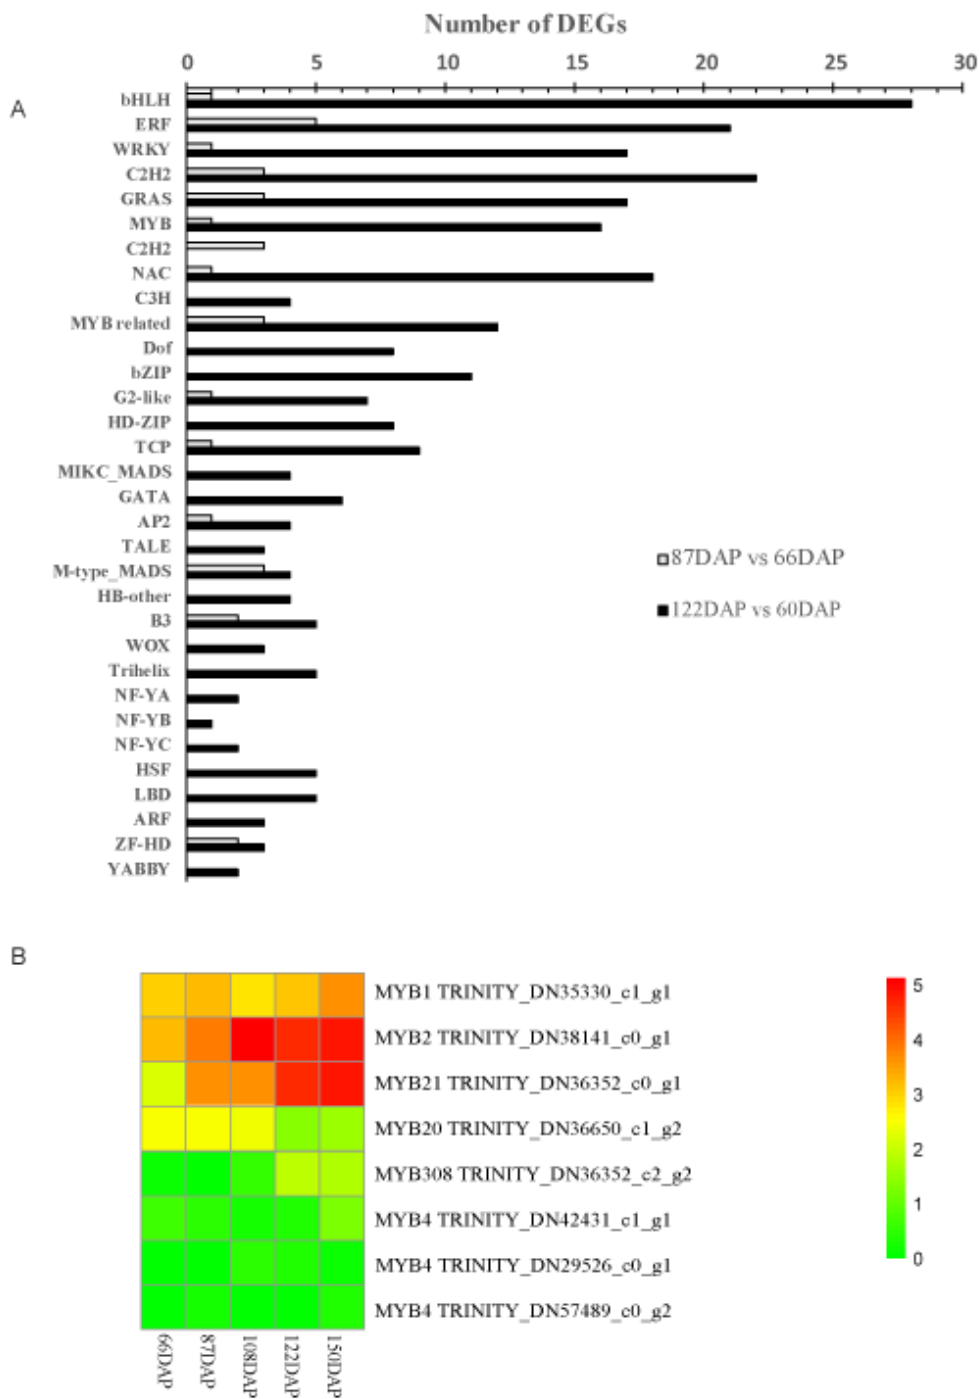 Number of DEGs
0 5 10 15 20 25 30
A
bHLH
ERF
WRKY
C2H2
GRAS
MYB
C2H2
NAC
C3H
MYB related
Dof
bZIP
G2-like
HD-ZIP
TCP
MIKC_MADS
GATA
AP2
TALE
M-type_MADS
HB-other
B3
WOX
Trihelix
NF-YA
NF-YB
NF-YC
HSF
LBD
ARF
ZF-HD
YABBY
87DAP vs 66DAP
122DAP vs 60DAP
B
MYB1 TRINITY_DN35330_c1_g1
MYB2 TRINITY_DN38141_c0_g1
MYB21 TRINITY_DN36352_c0_g1
MYB20 TRINITY_DN36650_c1_g2
MYB308 TRINITY_DN36352_c2_g2
MYB4 TRINITY_DN42431_c1_g1
MYB4 TRINITY_DN29526_c0_g1
MYB4 TRINITY_DN57489_c0_g2
66DAP
87DAP
108DAP
122DAP
150DAP
5
4
3
2
1
0